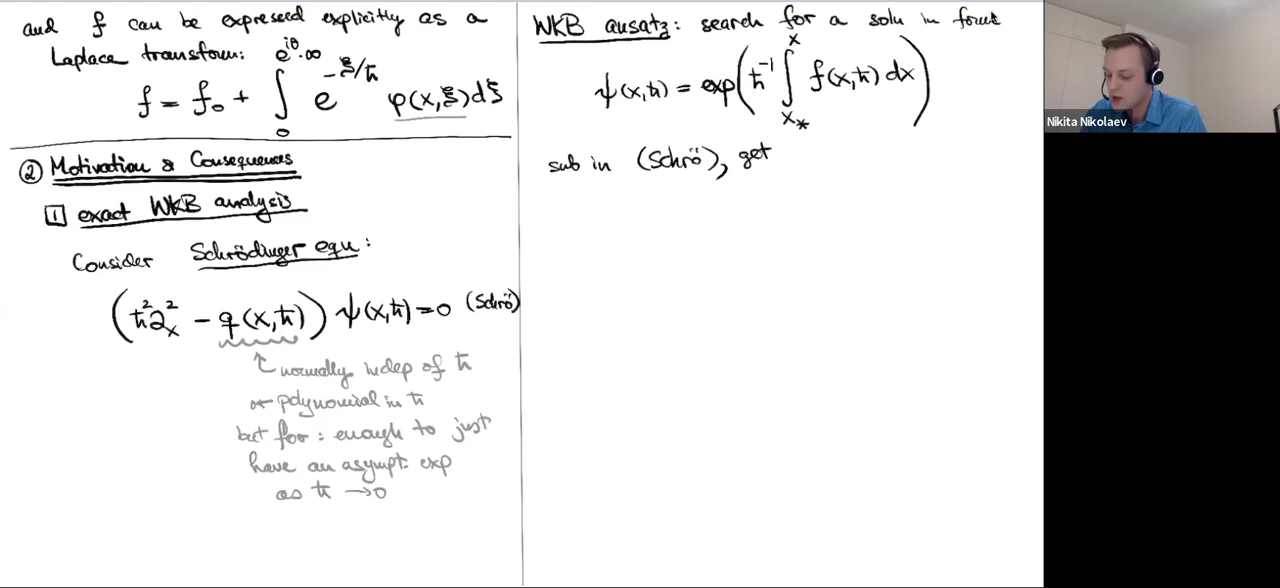 and f can be expressed explicitly as a
Laplace transform:
f = f₀ + ∫₀^{e^{iθ}·∞} e^{-ξ/ħ} φ(x,ξ)dξ
② Motivation & Consequences
1 exact WKB analysis
Consider Schrödinger equ:
(ħ²∂ₓ² − q(x,ħ)) ψ(x,ħ)=0 (Schrö)
normally indep of ħ
or polynomial in ħ
but for : enough to just
have an asympt. exp
as ħ → 0
WKB ansatz: search for a soln in form
ψ(x,ħ) = exp(ħ⁻¹ ∫_{x_*}^{x} f(x,ħ) dx)
sub in (Schrö), get
Nikita Nikolaev